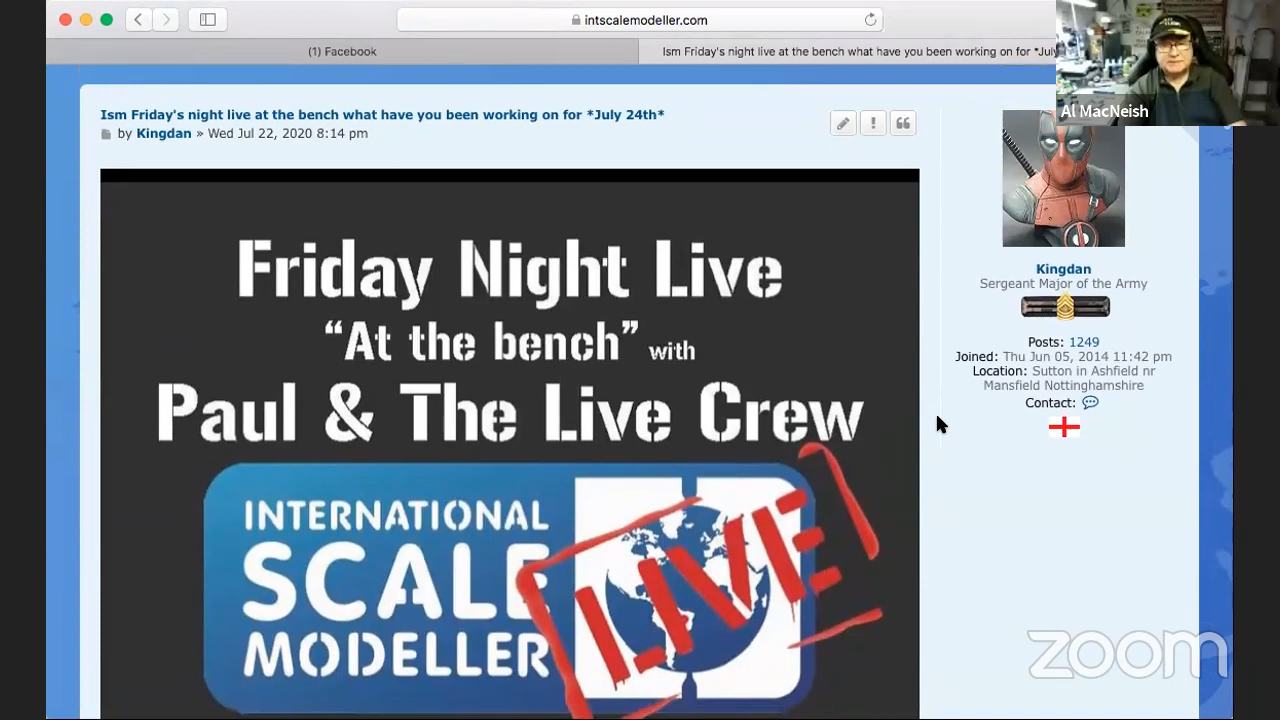 intscalemodeller.com
(1) Facebook
Ism Friday's night live at the bench what have you been working on for *July
Al MacNeish
Ism Friday's night live at the bench what have you been working on for *July 24th*
by Kingdan » Wed Jul 22, 2020 8:14 pm
Friday Night Live
“At the bench” with
Paul & The Live Crew
INTERNATIONAL
SCALE
MODELLER
LIVE!
Kingdan
Sergeant Major of the Army
Posts: 1249
Joined: Thu Jun 05, 2014 11:42 pm
Location: Sutton in Ashfield nr
Mansfield Nottinghamshire
Contact:
zoom